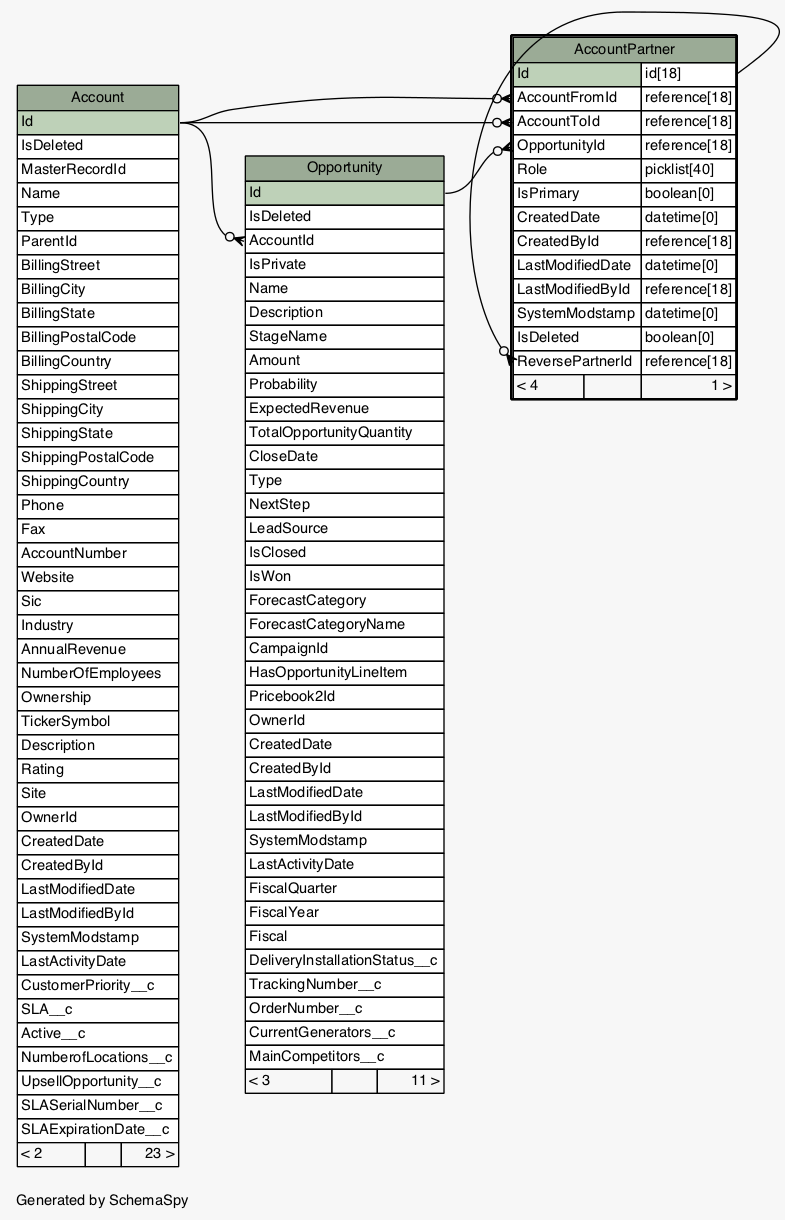 Account
Id
IsDeleted
MasterRecordId
Name
Type
ParentId
BillingStreet
BillingCity
BillingState
BillingPostalCode
BillingCountry
ShippingStreet
ShippingCity
ShippingState
ShippingPostalCode
ShippingCountry
Phone
Fax
AccountNumber
Website
Sic
Industry
AnnualRevenue
NumberOfEmployees
Ownership
TickerSymbol
Description
Rating
Site
OwnerId
CreatedDate
CreatedById
LastModifiedDate
LastModifiedById
SystemModstamp
LastActivityDate
CustomerPriority__c
SLA__c
Active__c
NumberofLocations__c
UpsellOpportunity__c
SLASerialNumber__c
SLAExpirationDate__c
< 2 23 >
Opportunity
Id
IsDeleted
AccountId
IsPrivate
Name
Description
StageName
Amount
Probability
ExpectedRevenue
TotalOpportunityQuantity
CloseDate
Type
NextStep
LeadSource
IsClosed
IsWon
ForecastCategory
ForecastCategoryName
CampaignId
HasOpportunityLineItem
Pricebook2Id
OwnerId
CreatedDate
CreatedById
LastModifiedDate
LastModifiedById
SystemModstamp
LastActivityDate
FiscalQuarter
FiscalYear
Fiscal
DeliveryInstallationStatus__c
TrackingNumber__c
OrderNumber__c
CurrentGenerators__c
MainCompetitors__c
< 3 11 >
AccountPartner
Id id[18]
AccountFromId reference[18]
AccountToId reference[18]
OpportunityId reference[18]
Role picklist[40]
IsPrimary boolean[0]
CreatedDate datetime[0]
CreatedById reference[18]
LastModifiedDate datetime[0]
LastModifiedById reference[18]
SystemModstamp datetime[0]
IsDeleted boolean[0]
ReversePartnerId reference[18]
< 4 1 >
Generated by SchemaSpy